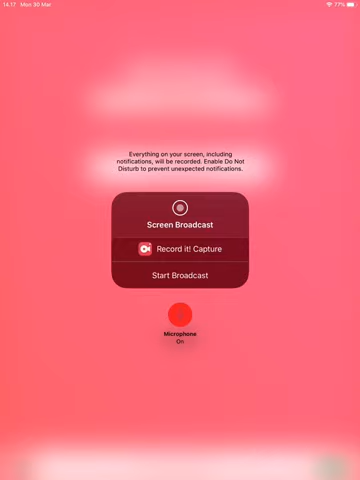 14.17 Mon 30 Mar
77%
Everything on your screen, including
notifications, will be recorded. Enable Do Not
Disturb to prevent unexpected notifications.
Screen Broadcast
Record it! Capture
Start Broadcast
Microphone
On